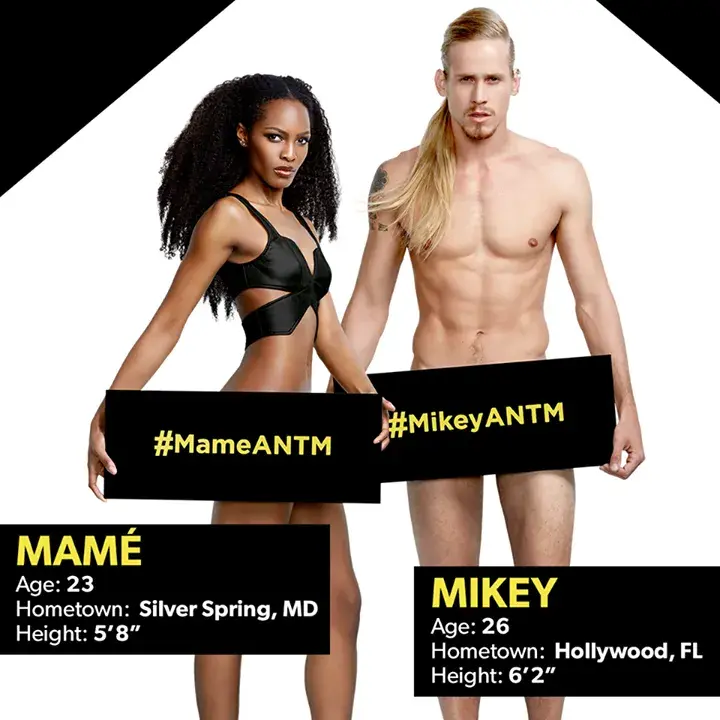 #MameANTM
#MikeyANTM
MAMÉ
Age: 23
Hometown: Silver Spring, MD
Height: 5’8”
MIKEY
Age: 26
Hometown: Hollywood, FL
Height: 6’2”